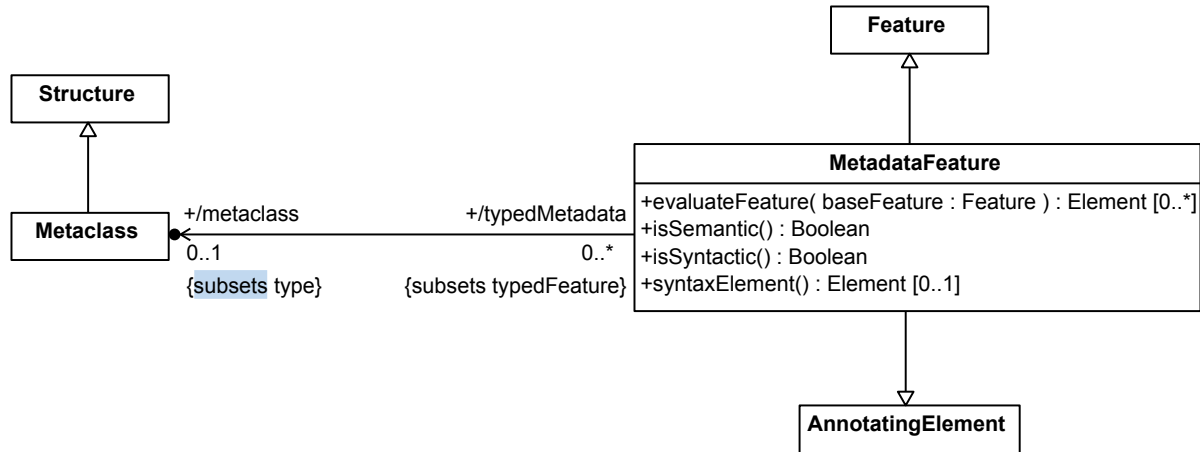 Feature
Structure
MetadataFeature
+evaluateFeature( baseFeature : Feature ) : Element [0..*]
+isSemantic() : Boolean
+isSyntactic() : Boolean
+syntaxElement() : Element [0..1]
Metaclass
+/metaclass
+/typedMetadata
0..1
0..*
{subsets type}
{subsets typedFeature}
AnnotatingElement